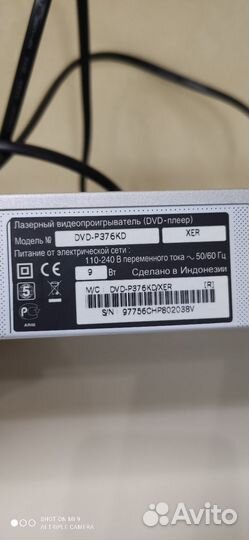 Лазерный видеопроигрыватель (DVD-плеер)
Модель № DVD-P376KD XER
Питание от электрической сети :
110-240 В переменного тока ~ 50/60 Гц
9 Вт Сделано в Индонезии
5
M/C : DVD-P376KD/XER [R]
S/N : 97756CHP802038V
SHOT ON MI 9
AI TRIPLE CAMERA
Avito